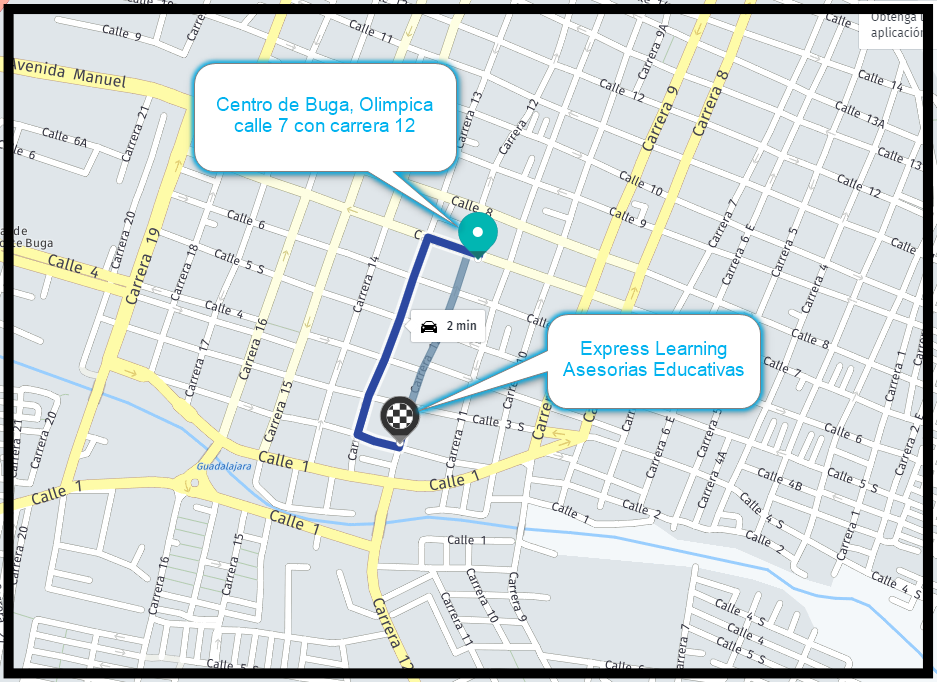 Calle 9
Carre
Calle 11
Carrera 9A
Obtenga
aplicación
Avenida Manuel
Centro de Buga, Olimpica
calle 7 con carrera 12
Carrera 13
Carrera 12
Calle 12
Carrera 9
Carrera 8
Calle 14
Calle 13A
Calle 13
Carrera 21
Calle 6A
lle 6
Calle 10
Calle 12
Calle 8
Calle 9
Carrera 7
Carrera 20
Calle 6
Carrera 6 E
Carrera 5
Carrera 4
Buga
Calle 4
Carrera 19
Carrera 18
Calle 5 S
Carrera 14
Calle 4
2 min
Carrera 16
Carrera 17
Express Learning
Asesorias Educativas
Calle 8
Calle 7
Carrera 1
Carrera 15
Carrera 20
Carrera 21
Calle 3 S
Carrera 11
Calle 6
Carrera 6 E
Carrera 4A
Calle 4B
Calle 5 S
Calle 1
Guadalajara
Calle 1
Calle 1
Calle 1
Calle 1
Calle 2
Calle 4 S
Calle 2
Carrera 1
Calle 1
Carrera 20
Carrera 16
Carrera 15
Carrera 12
Carrera 11
Carrera 10
Carrera 9
Carrera 7
Calle 4 S
Calle 4 S
Calle 4
Calle 5 S